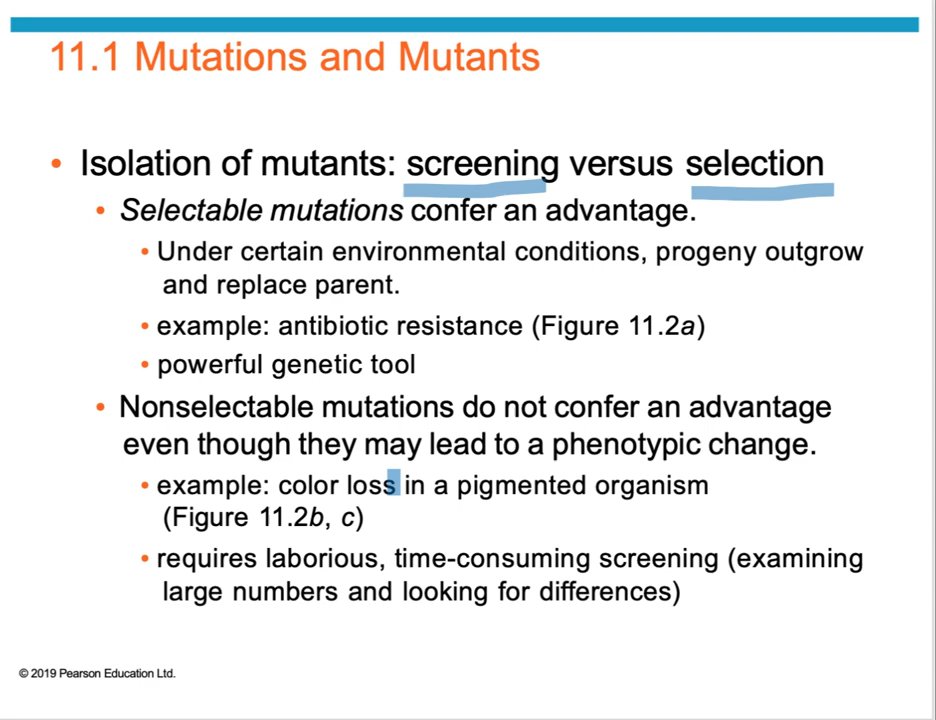 11.1 Mutations and Mutants
• Isolation of mutants: screening versus selection
• Selectable mutations confer an advantage.
• Under certain environmental conditions, progeny outgrow
and replace parent.
• example: antibiotic resistance (Figure 11.2a)
• powerful genetic tool
• Nonselectable mutations do not confer an advantage
even though they may lead to a phenotypic change.
• example: color loss in a pigmented organism
(Figure 11.2b, c)
• requires laborious, time-consuming screening (examining
large numbers and looking for differences)
© 2019 Pearson Education Ltd.